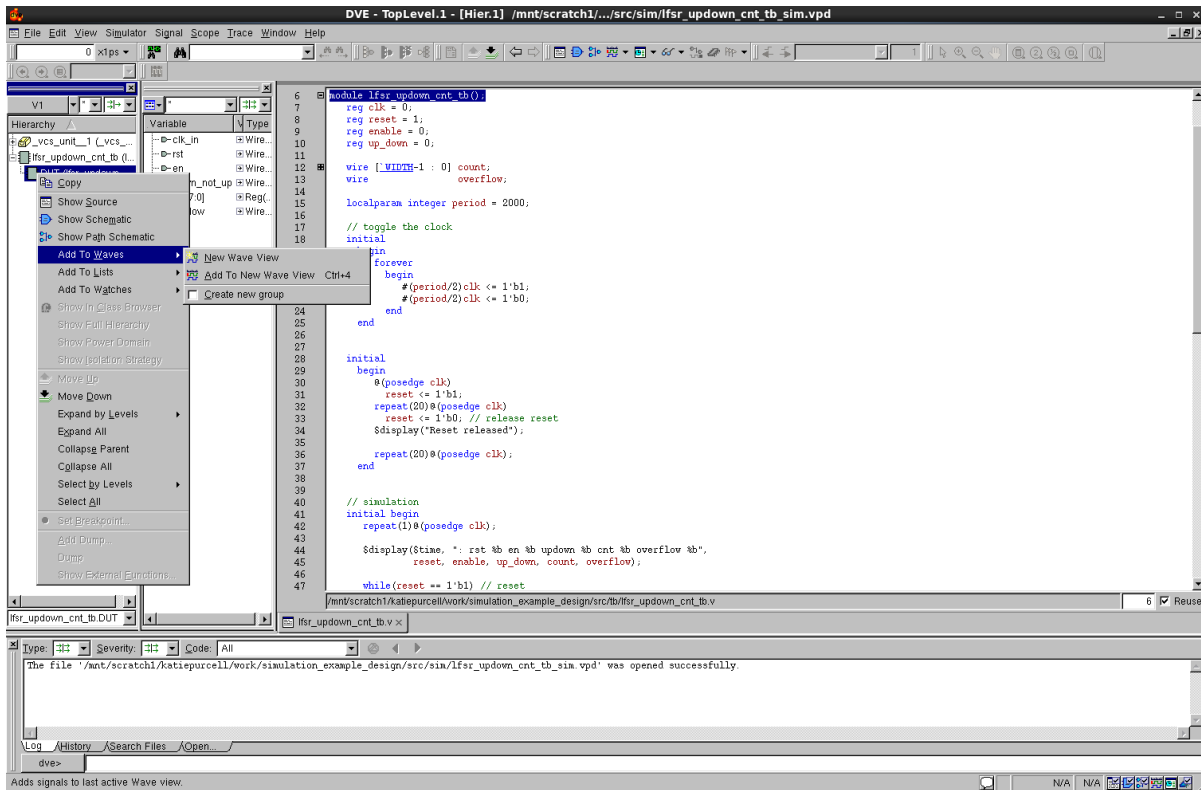 DVE - TopLevel.1 - [Hier.1] /mnt/scratch1/.../src/sim/lfsr_updown_cnt_tb_sim.vpd
File Edit View Simulator Signal Scope Trace Window Help
0 x1ps
1
V1
Hierarchy
_vcs_unit__1 (_vcs_...
lfsr_updown_cnt_tb (l...
Variable Type
clk_in Wire...
rst Wire...
en Wire...
n_not_up Wire...
7:0] Reg(...
low Wire...
Copy
Show Source
Show Schematic
Show Path Schematic
Add To Waves
Add To Lists
Add To Watches
Show In Class Browser
Show Full Hierarchy
Show Power Domain
Show Isolation Strategy
Move Up
Move Down
Expand by Levels
Expand All
Collapse Parent
Collapse All
Select by Levels
Select All
Set Breakpoint...
Add Dump...
Dump
Show External Functions...
New Wave View
Add To New Wave View Ctrl+4
Create new group
6 module lfsr_updown_cnt_tb();
7 reg clk = 0;
8 reg reset = 1;
9 reg enable = 0;
10 reg up_down = 0;
11
12 wire [`WIDTH-1 : 0] count;
13 wire overflow;
14
15 localparam integer period = 2000;
16
17 // toggle the clock
18 initial
gin
forever
begin
#(period/2)clk <= 1'b1;
#(period/2)clk <= 1'b0;
24 end
25 end
26
27
28 initial
29 begin
30 @(posedge clk)
31 reset <= 1'b1;
32 repeat(20)@(posedge clk)
33 reset <= 1'b0; // release reset
34 $display("Reset released");
35
36 repeat(20)@(posedge clk);
37 end
38
39
40 // simulation
41 initial begin
42 repeat(1)@(posedge clk);
43
44 $display($time, ": rst %b en %b updown %b cnt %b overflow %b",
45 reset, enable, up_down, count, overflow);
46
47 while(reset == 1'b1) // reset
/mnt/scratch1/katiepurcell/work/simulation_example_design/src/tb/lfsr_updown_cnt_tb.v 6 Reuse
lfsr_updown_cnt_tb.DUT
lfsr_updown_cnt_tb.v
Type: Severity: Code: All
The file '/mnt/scratch1/katiepurcell/work/simulation_example_design/src/sim/lfsr_updown_cnt_tb_sim.vpd' was opened successfully.
Log History Search Files Open...
dve>
Adds signals to last active Wave view. N/A N/A